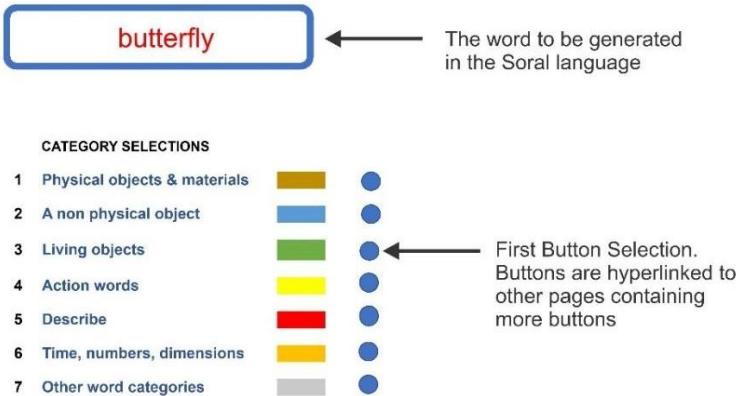 butterfly
The word to be generated
in the Soral language
CATEGORY SELECTIONS
1 Physical objects & materials
2 A non physical object
3 Living objects
4 Action words
5 Describe
6 Time, numbers, dimensions
7 Other word categories
First Button Selection.
Buttons are hyperlinked to
other pages containing
more buttons